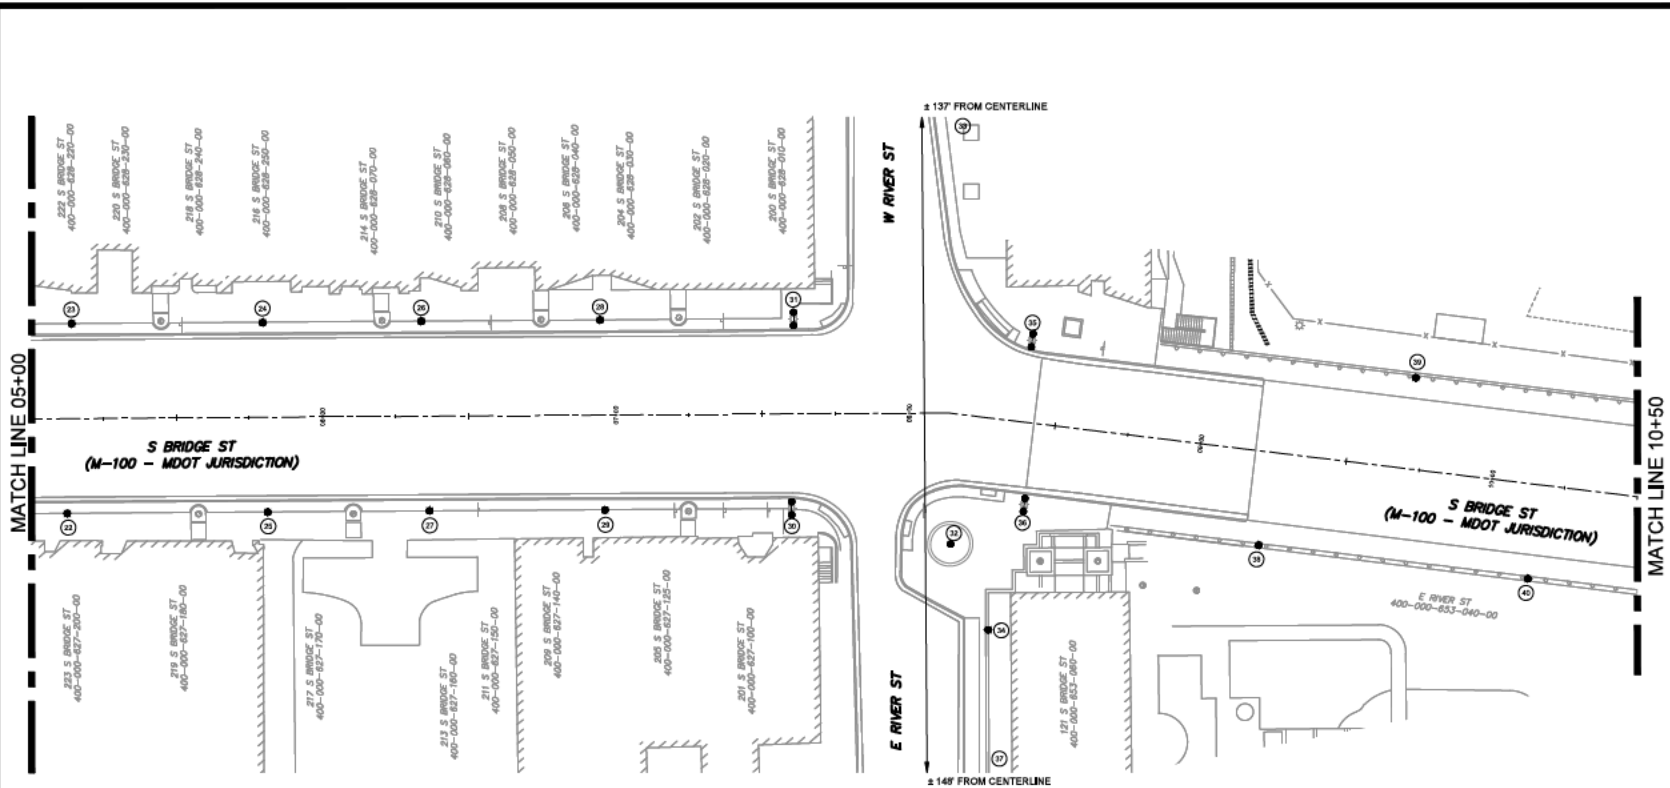 ± 137' FROM CENTERLINE
222 S BRIDGE ST
400-000-628-220-00
220 S BRIDGE ST
400-000-628-230-00
218 S BRIDGE ST
400-000-628-240-00
216 S BRIDGE ST
400-000-628-250-00
214 S BRIDGE ST
400-000-628-070-00
210 S BRIDGE ST
400-000-628-060-00
208 S BRIDGE ST
400-000-628-050-00
206 S BRIDGE ST
400-000-628-040-00
204 S BRIDGE ST
400-000-628-030-00
202 S BRIDGE ST
400-000-628-020-00
200 S BRIDGE ST
400-000-628-010-00
W RIVER ST
23
24
26
28
31
35
39
MATCH LINE 05+00
S BRIDGE ST
(M-100 - MDOT JURISDICTION)
07+00
09+00
MATCH LINE 10+50
S BRIDGE ST
(M-100 - MDOT JURISDICTION)
22
25
27
29
30
36
32
38
40
34
37
E RIVER ST
400-000-653-040-00
223 S BRIDGE ST
400-000-627-200-00
219 S BRIDGE ST
400-000-627-180-00
217 S BRIDGE ST
400-000-627-170-00
213 S BRIDGE ST
400-000-627-160-00
211 S BRIDGE ST
400-000-627-150-00
209 S BRIDGE ST
400-000-627-140-00
205 S BRIDGE ST
400-000-627-125-00
201 S BRIDGE ST
400-000-627-100-00
E RIVER ST
121 S BRIDGE ST
400-000-653-060-00
± 148' FROM CENTERLINE